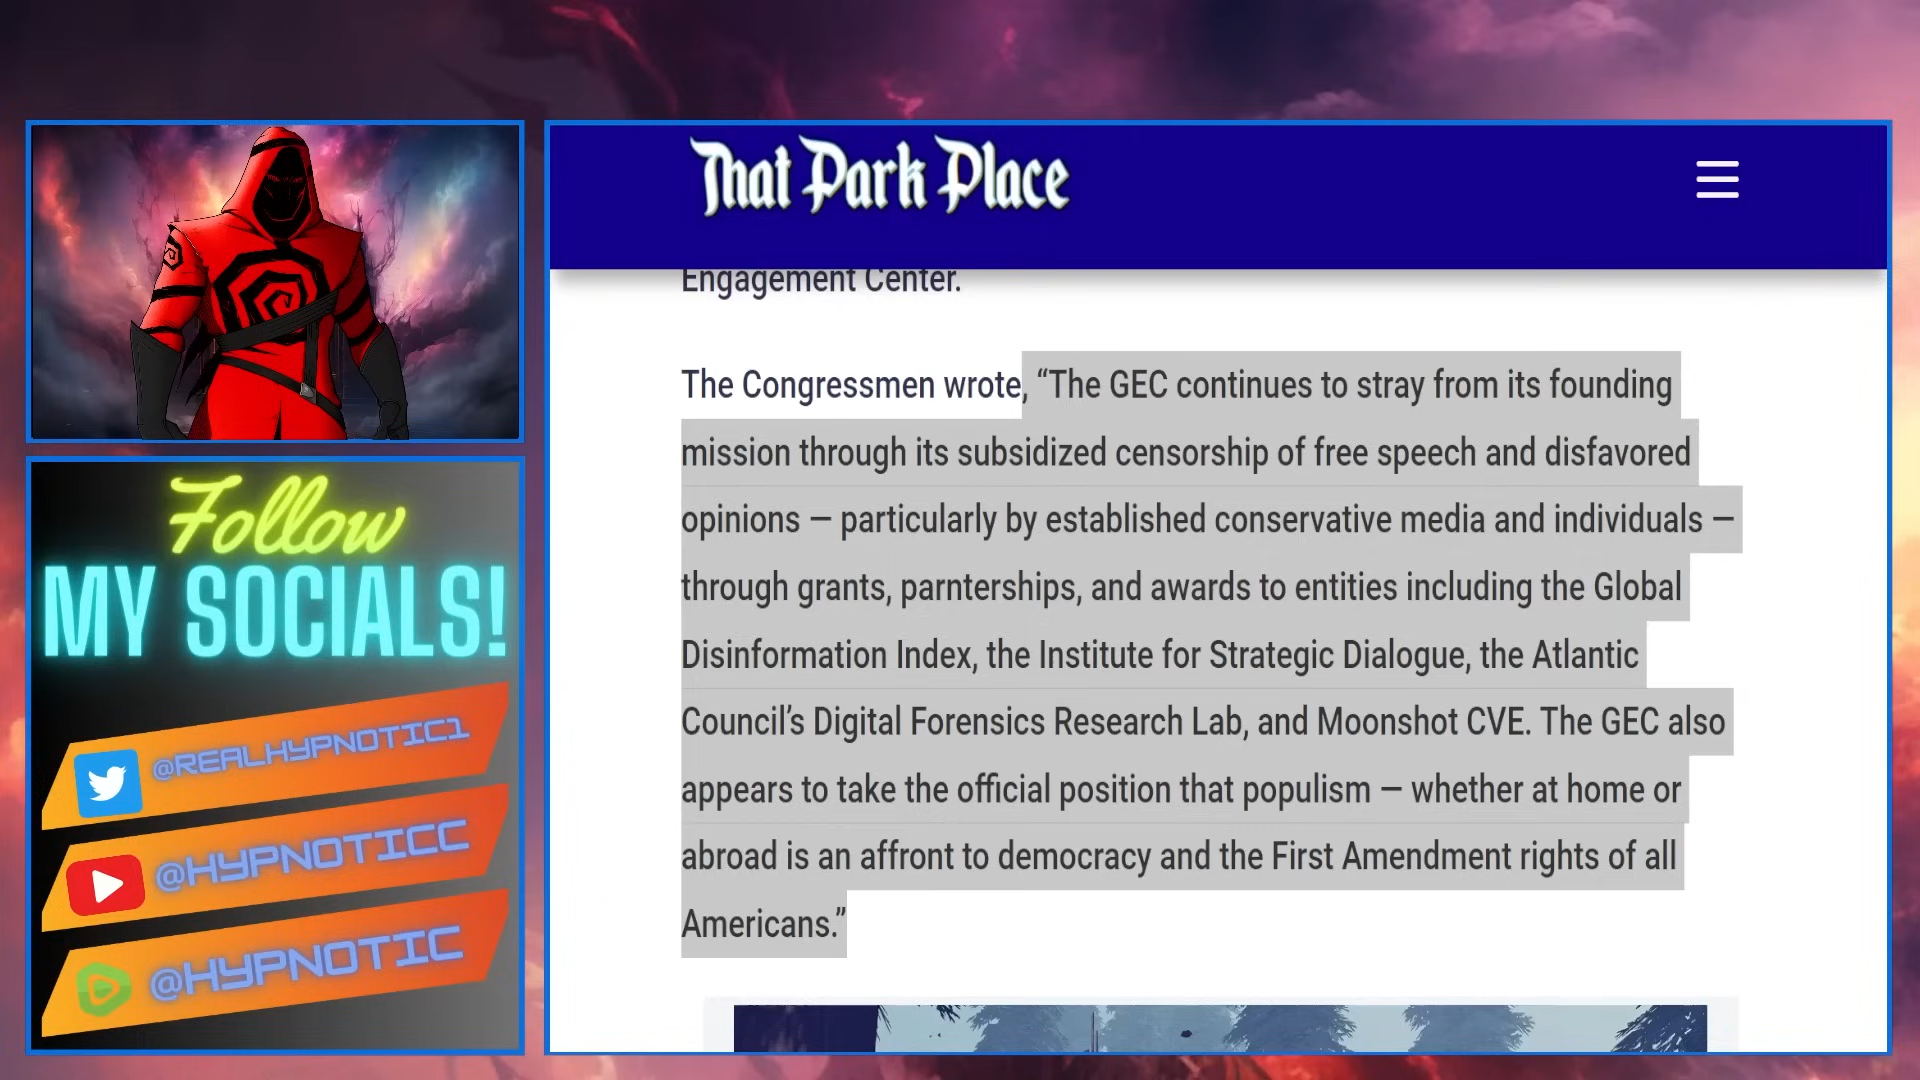 That Park Place
Engagement Center.
The Congressmen wrote, “The GEC continues to stray from its founding
mission through its subsidized censorship of free speech and disfavored
opinions — particularly by established conservative media and individuals —
through grants, parnterships, and awards to entities including the Global
Disinformation Index, the Institute for Strategic Dialogue, the Atlantic
Council’s Digital Forensics Research Lab, and Moonshot CVE. The GEC also
appears to take the official position that populism — whether at home or
abroad is an affront to democracy and the First Amendment rights of all
Americans.”
Follow
MY SOCIALS!
@REALHYPNOTIC1
@HYPNOTICC
@HYPNOTIC